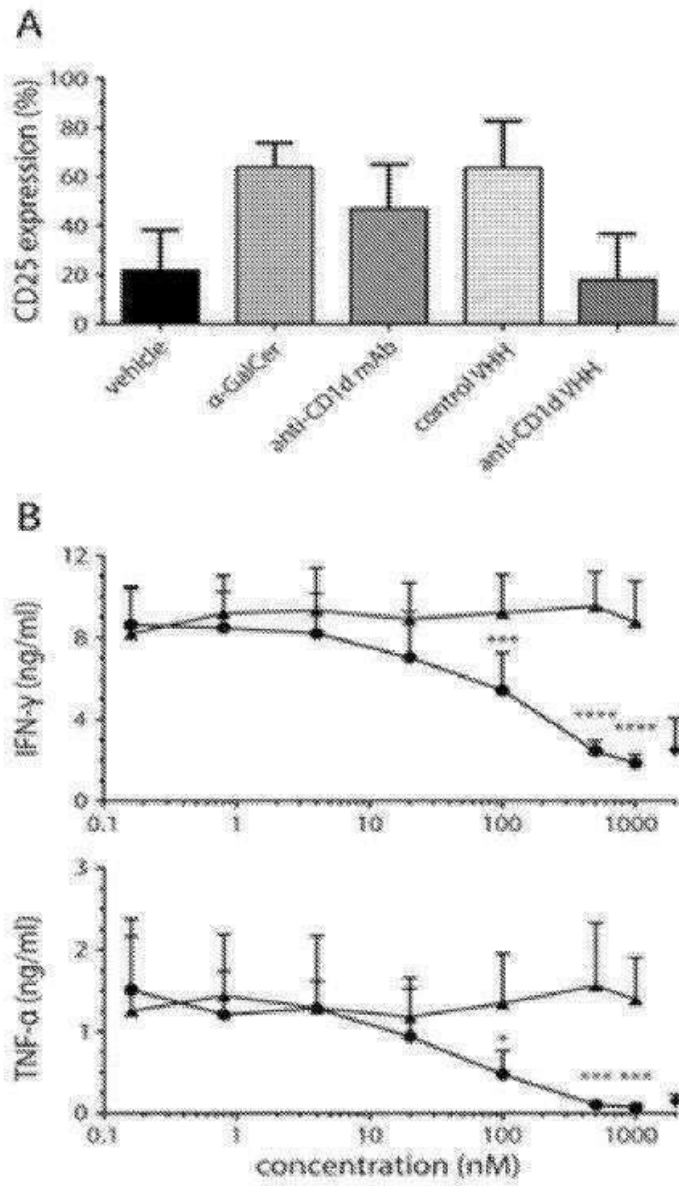 A
CD25 expression (%)
100
80
60
40
20
0
vehicle
α-GalCer
anti-CD1d mAb
control VHH
anti-CD1d VHH
B
IFN-γ (ng/ml)
12
8
4
0
***
****
****
0.1
1
10
100
1000
TNF-α (ng/ml)
3
2
1
0
*
***
***
0.1
1
10
100
1000
concentration (nM)